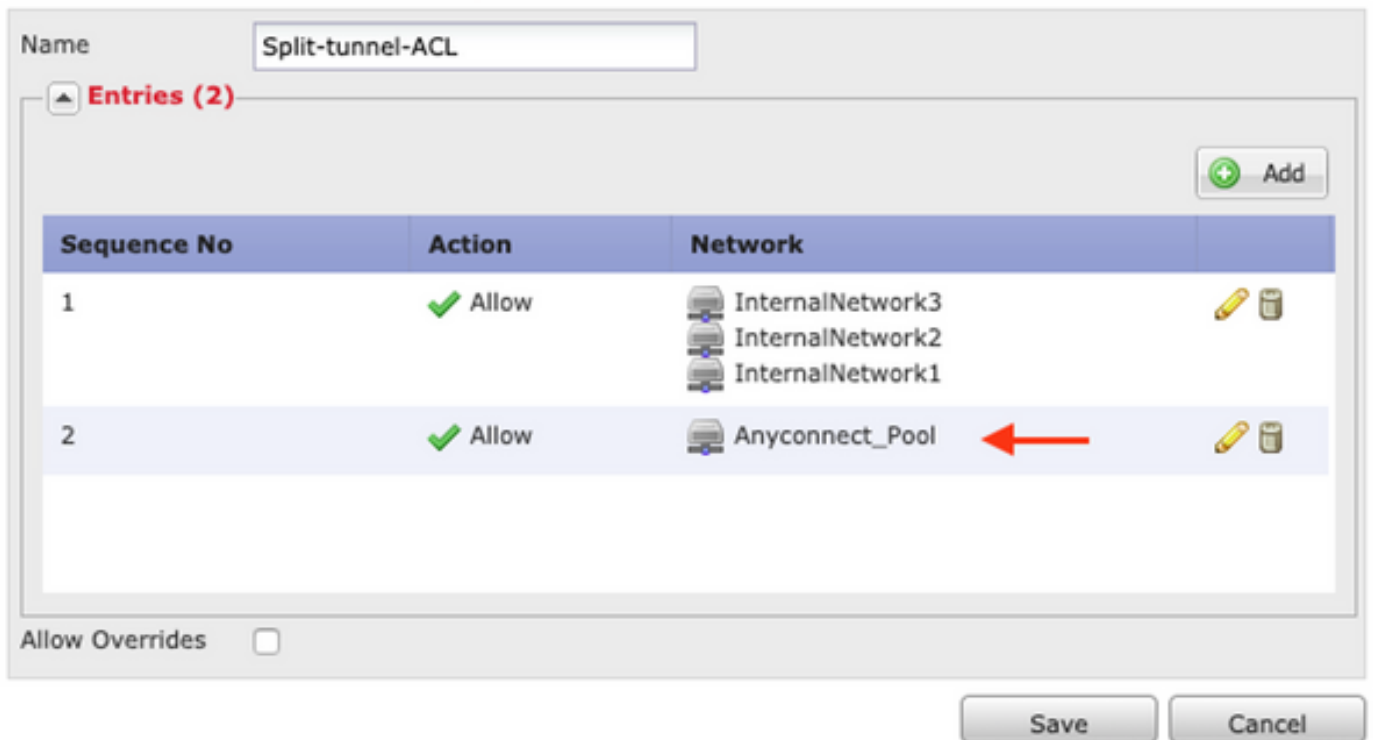 Name Split-tunnel-ACL
Entries (2)
Add
Sequence No Action Network
1 Allow InternalNetwork3
InternalNetwork2
InternalNetwork1
2 Allow Anyconnect_Pool
Allow Overrides
Save Cancel